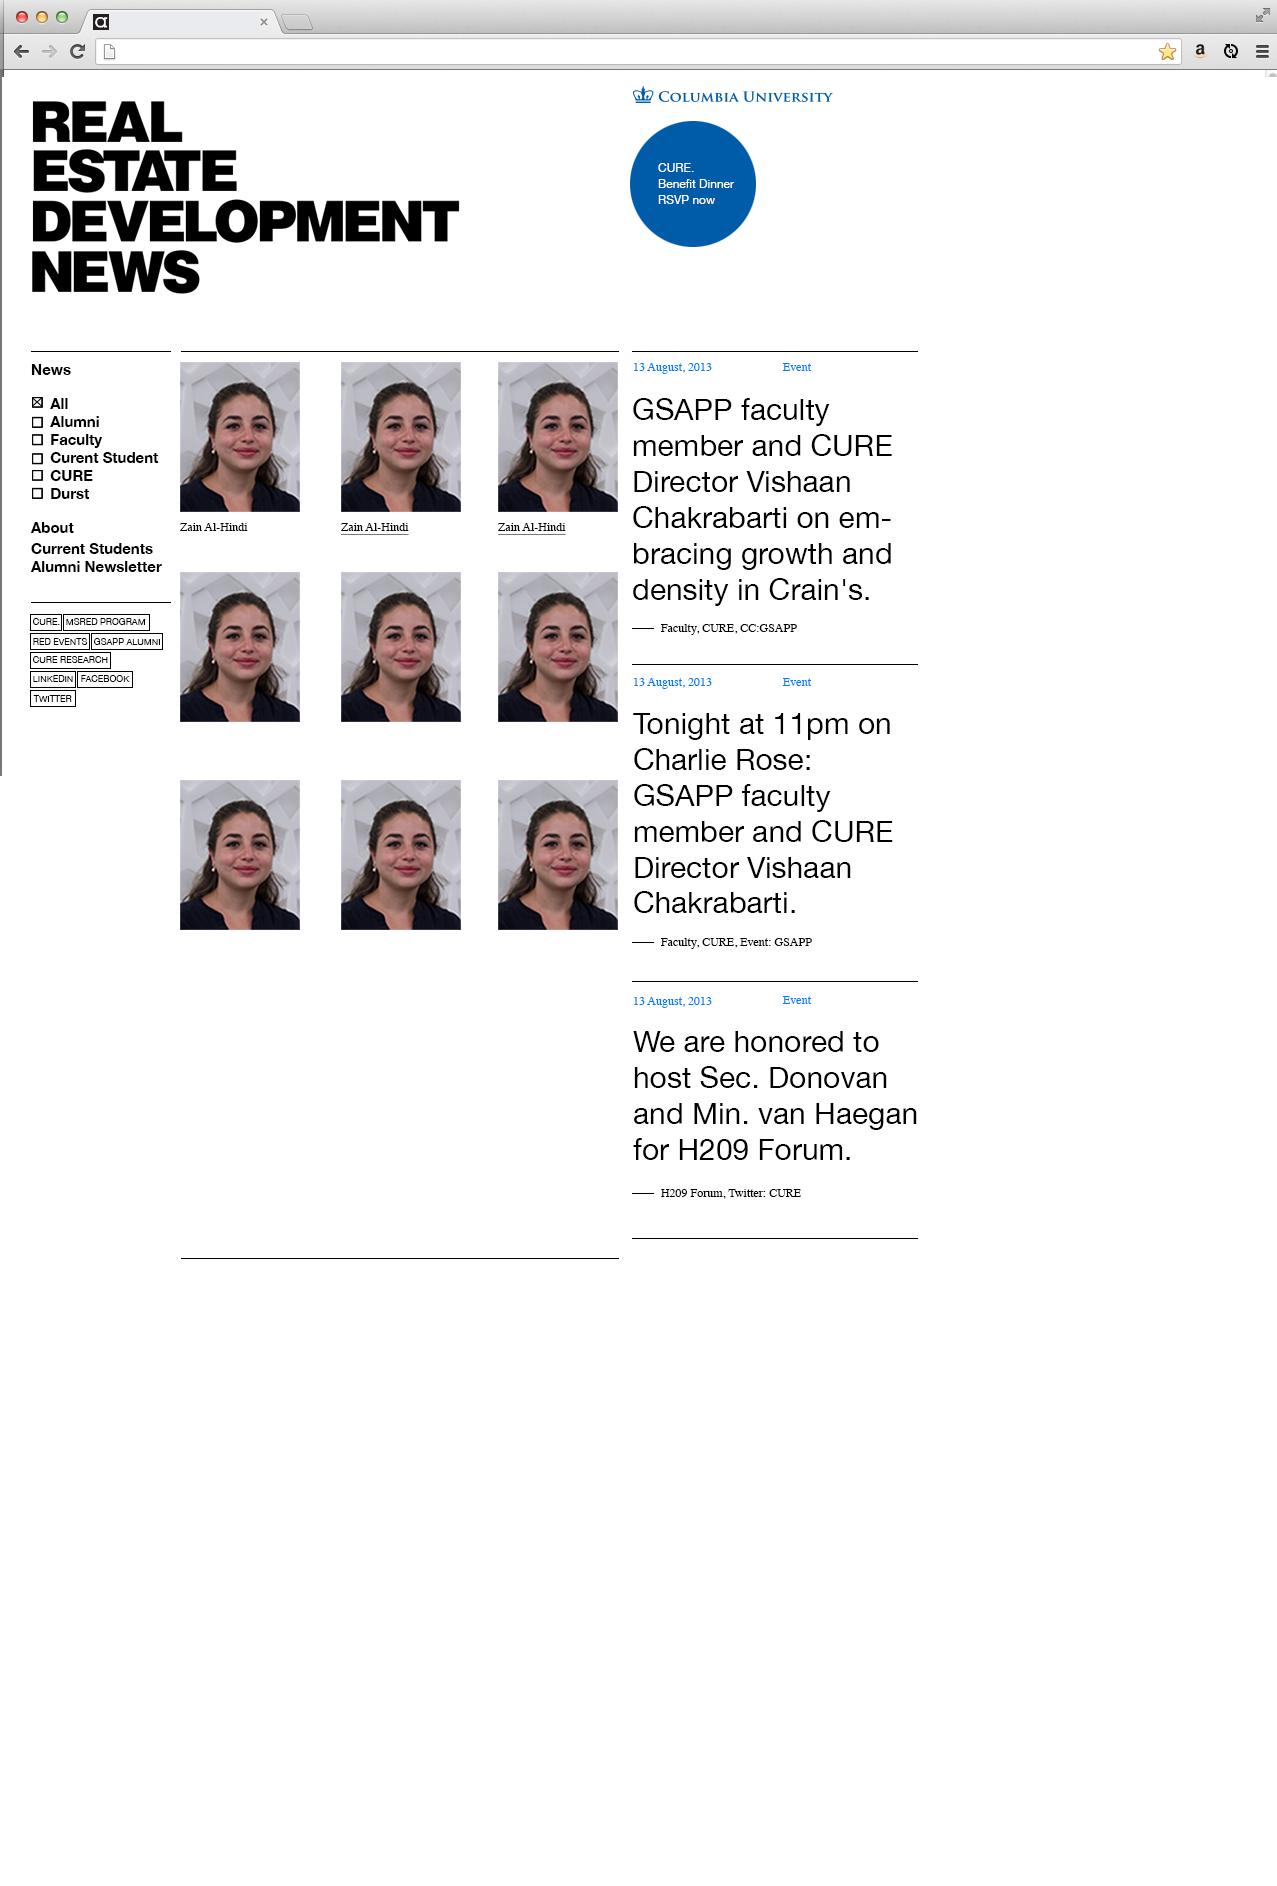 REAL
ESTATE
DEVELOPMENT
NEWS
COLUMBIA UNIVERSITY
CURE.
Benefit Dinner
RSVP now
News
All
Alumni
Faculty
Curent Student
CURE
Durst
About
Current Students
Alumni Newsletter
CURE. MSRED PROGRAM
RED EVENTS GSAPP ALUMNI
CURE RESEARCH
LINKEDIN FACEBOOK
TWITTER
Zain Al-Hindi Zain Al-Hindi Zain Al-Hindi
13 August, 2013 Event
GSAPP faculty
member and CURE
Director Vishaan
Chakrabarti on em-
bracing growth and
density in Crain's.
Faculty, CURE, CC:GSAPP
13 August, 2013 Event
Tonight at 11pm on
Charlie Rose:
GSAPP faculty
member and CURE
Director Vishaan
Chakrabarti.
Faculty, CURE, Event: GSAPP
13 August, 2013 Event
We are honored to
host Sec. Donovan
and Min. van Haegan
for H209 Forum.
H209 Forum, Twitter: CURE